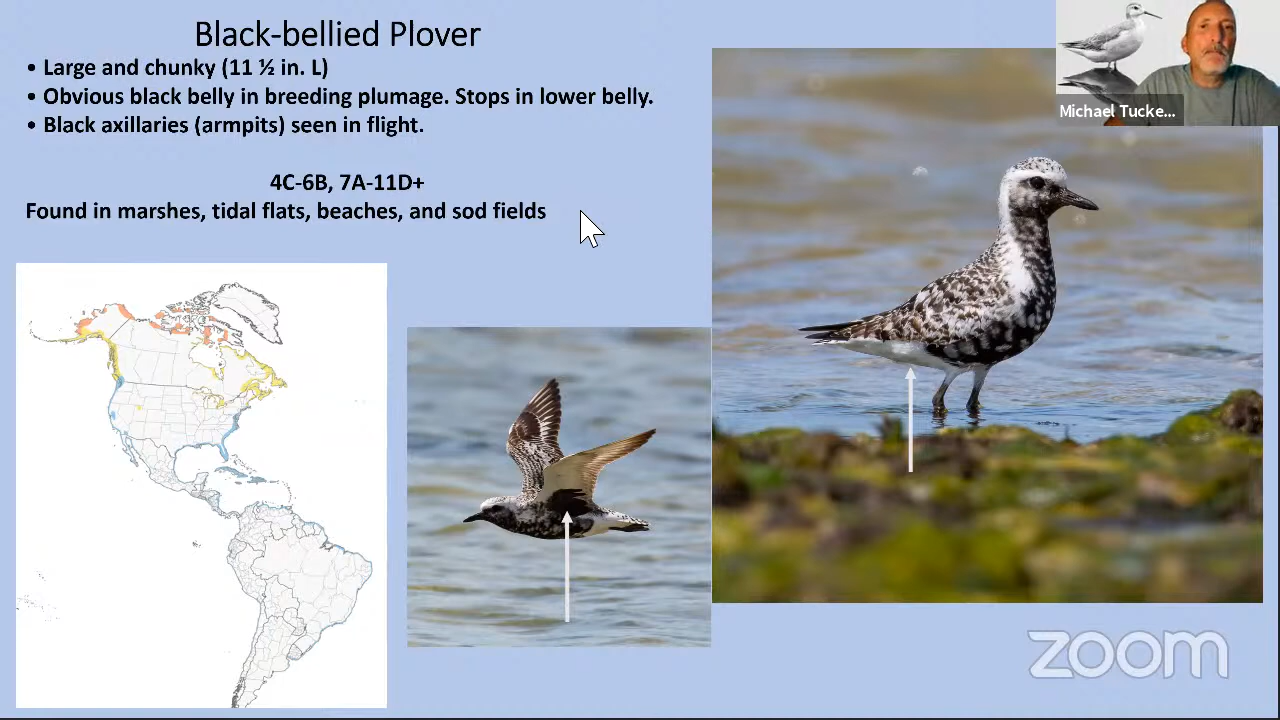 Black-bellied Plover
• Large and chunky (11 ½ in. L)
• Obvious black belly in breeding plumage. Stops in lower belly.
• Black axillaries (armpits) seen in flight.
4C-6B, 7A-11D+
Found in marshes, tidal flats, beaches, and sod fields
Michael Tucke...
zoom